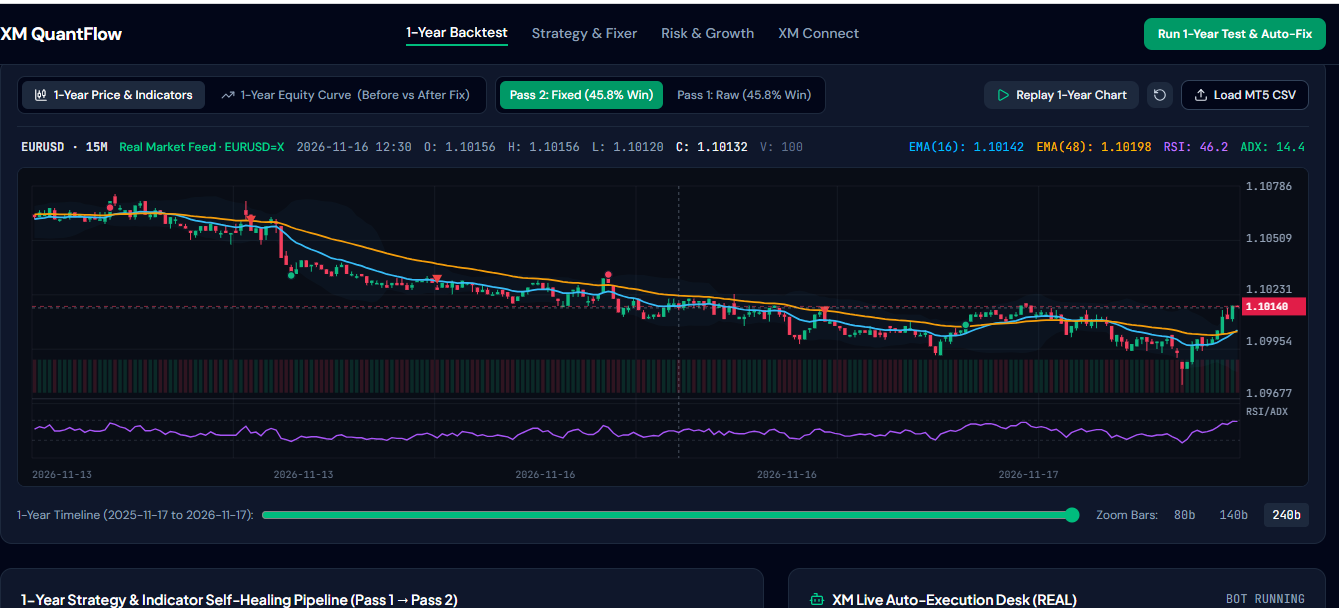 XM QuantFlow
1-Year Backtest Strategy & Fixer Risk & Growth XM Connect
Run 1-Year Test & Auto-Fix
1-Year Price & Indicators 1-Year Equity Curve (Before vs After Fix) Pass 2: Fixed (45.8% Win) Pass 1: Raw (45.8% Win) Replay 1-Year Chart Load MT5 CSV
EURUSD · 15M Real Market Feed · EURUSD=X 2026-11-16 12:30 O: 1.10156 H: 1.10156 L: 1.10120 C: 1.10132 V: 100 EMA(16): 1.10142 EMA(48): 1.10198 RSI: 46.2 ADX: 14.4
1.10786
1.10509
1.10231
1.10140
1.09954
1.09677
RSI/ADX
2026-11-13 2026-11-13 2026-11-16 2026-11-16 2026-11-17
1-Year Timeline (2025-11-17 to 2026-11-17): Zoom Bars: 80b 140b 240b
1-Year Strategy & Indicator Self-Healing Pipeline (Pass 1 → Pass 2)
XM Live Auto-Execution Desk (REAL) BOT RUNNING